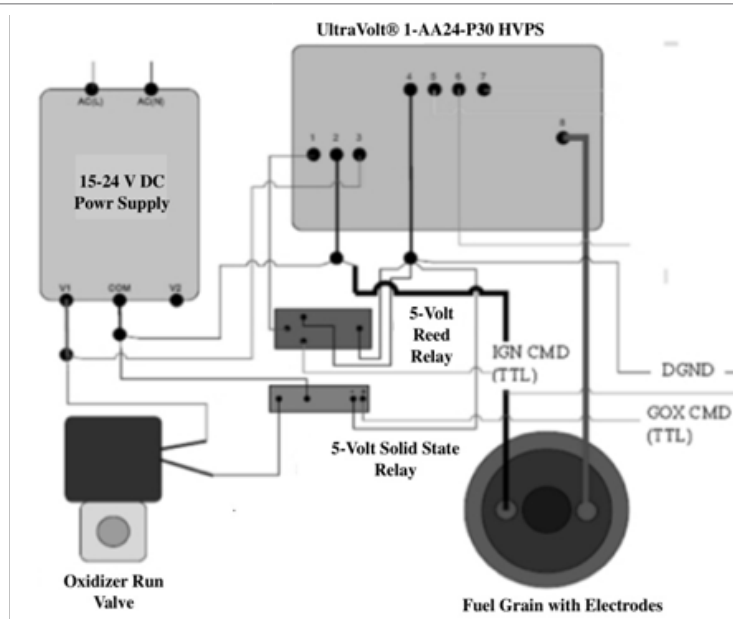 UltraVolt® 1-AA24-P30 HVPS
AC(L) AC(N)
4 5 6 7
8
1 2 3
15-24 V DC
Powr Supply
V1 COM V2
5-Volt
Reed
Relay
IGN CMD
(TTL)
DGND
GOX CMD
(TTL)
5-Volt Solid State
Relay
Oxidizer Run
Valve
Fuel Grain with Electrodes